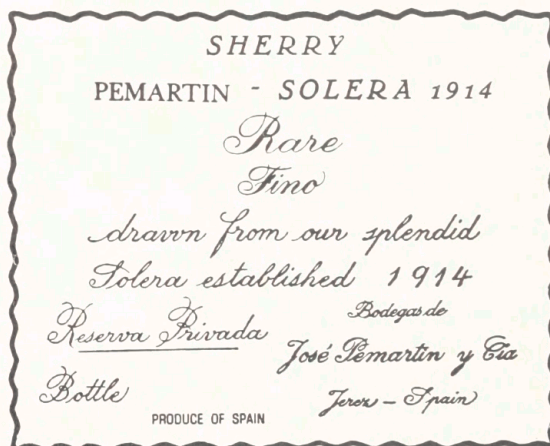 SHERRY
PEMARTIN - SOLERA 1914
Rare
Fino
drawn from our splendid
Solera established 1914
Reserva Privada
Bodegas de
José Pemartin y Cia
Bottle
Jerez - Spain
PRODUCE OF SPAIN